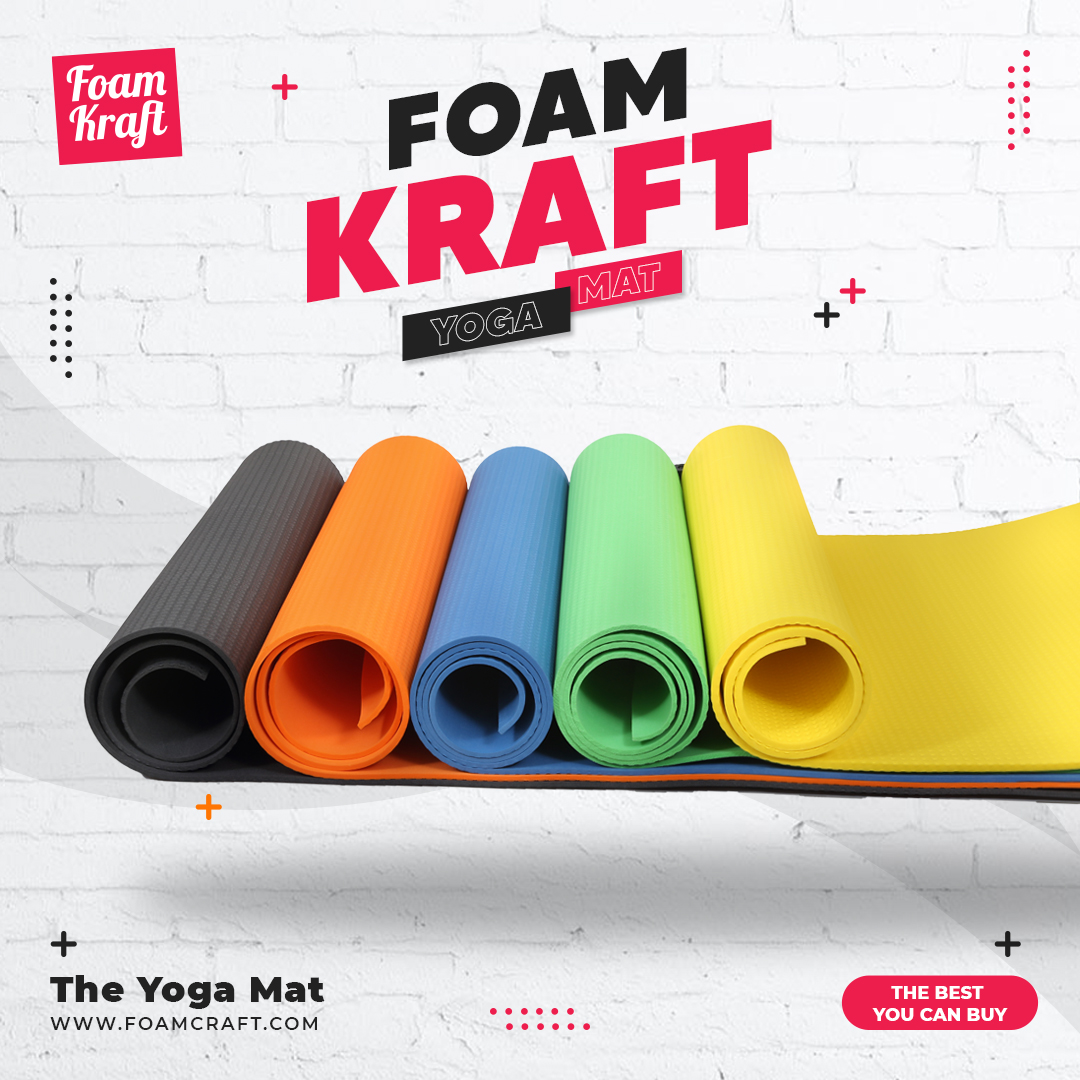 Foam
Kraft
FOAM
KRAFT
YOGA MAT
The Yoga Mat
WWW.FOAMCRAFT.COM
THE BEST
YOU CAN BUY